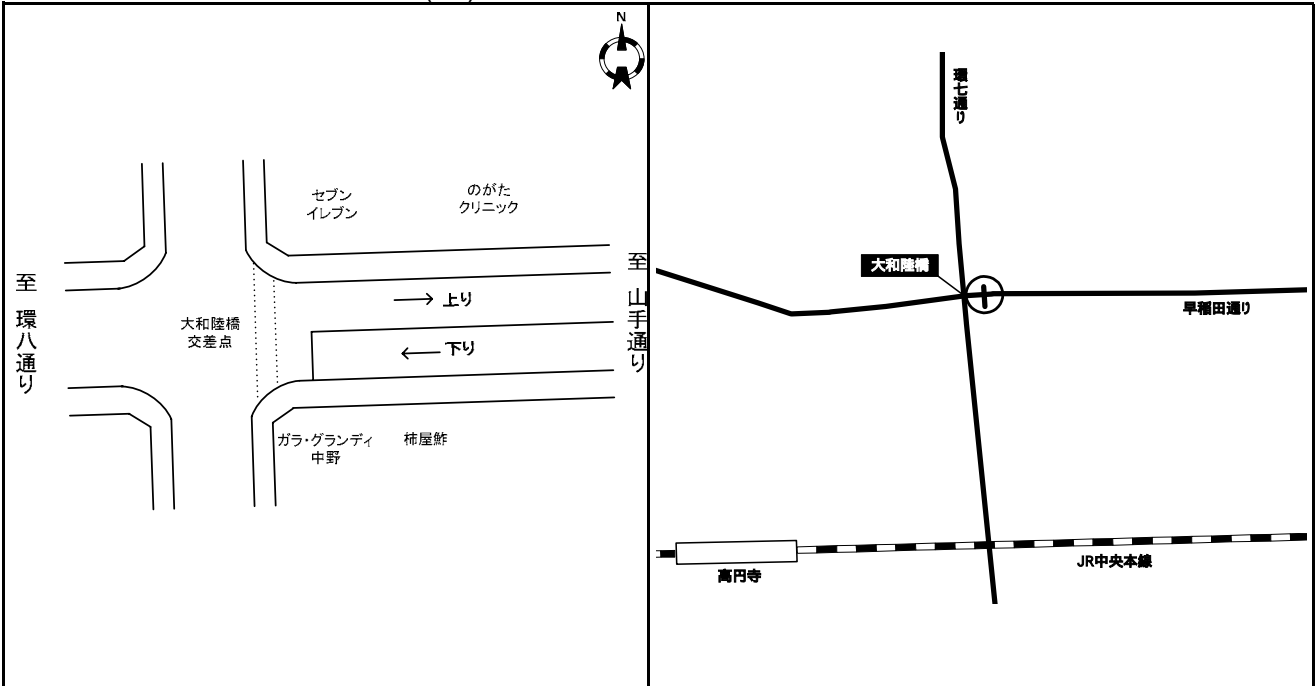 N
セブン
イレブン
のがた
クリニック
至 環八通り
至 山手通り
上り
大和陸橋
交差点
下り
ガラ・グランディ
中野
柿屋鮓
環七通り
大和陸橋
早稲田通り
高円寺
JR中央本線